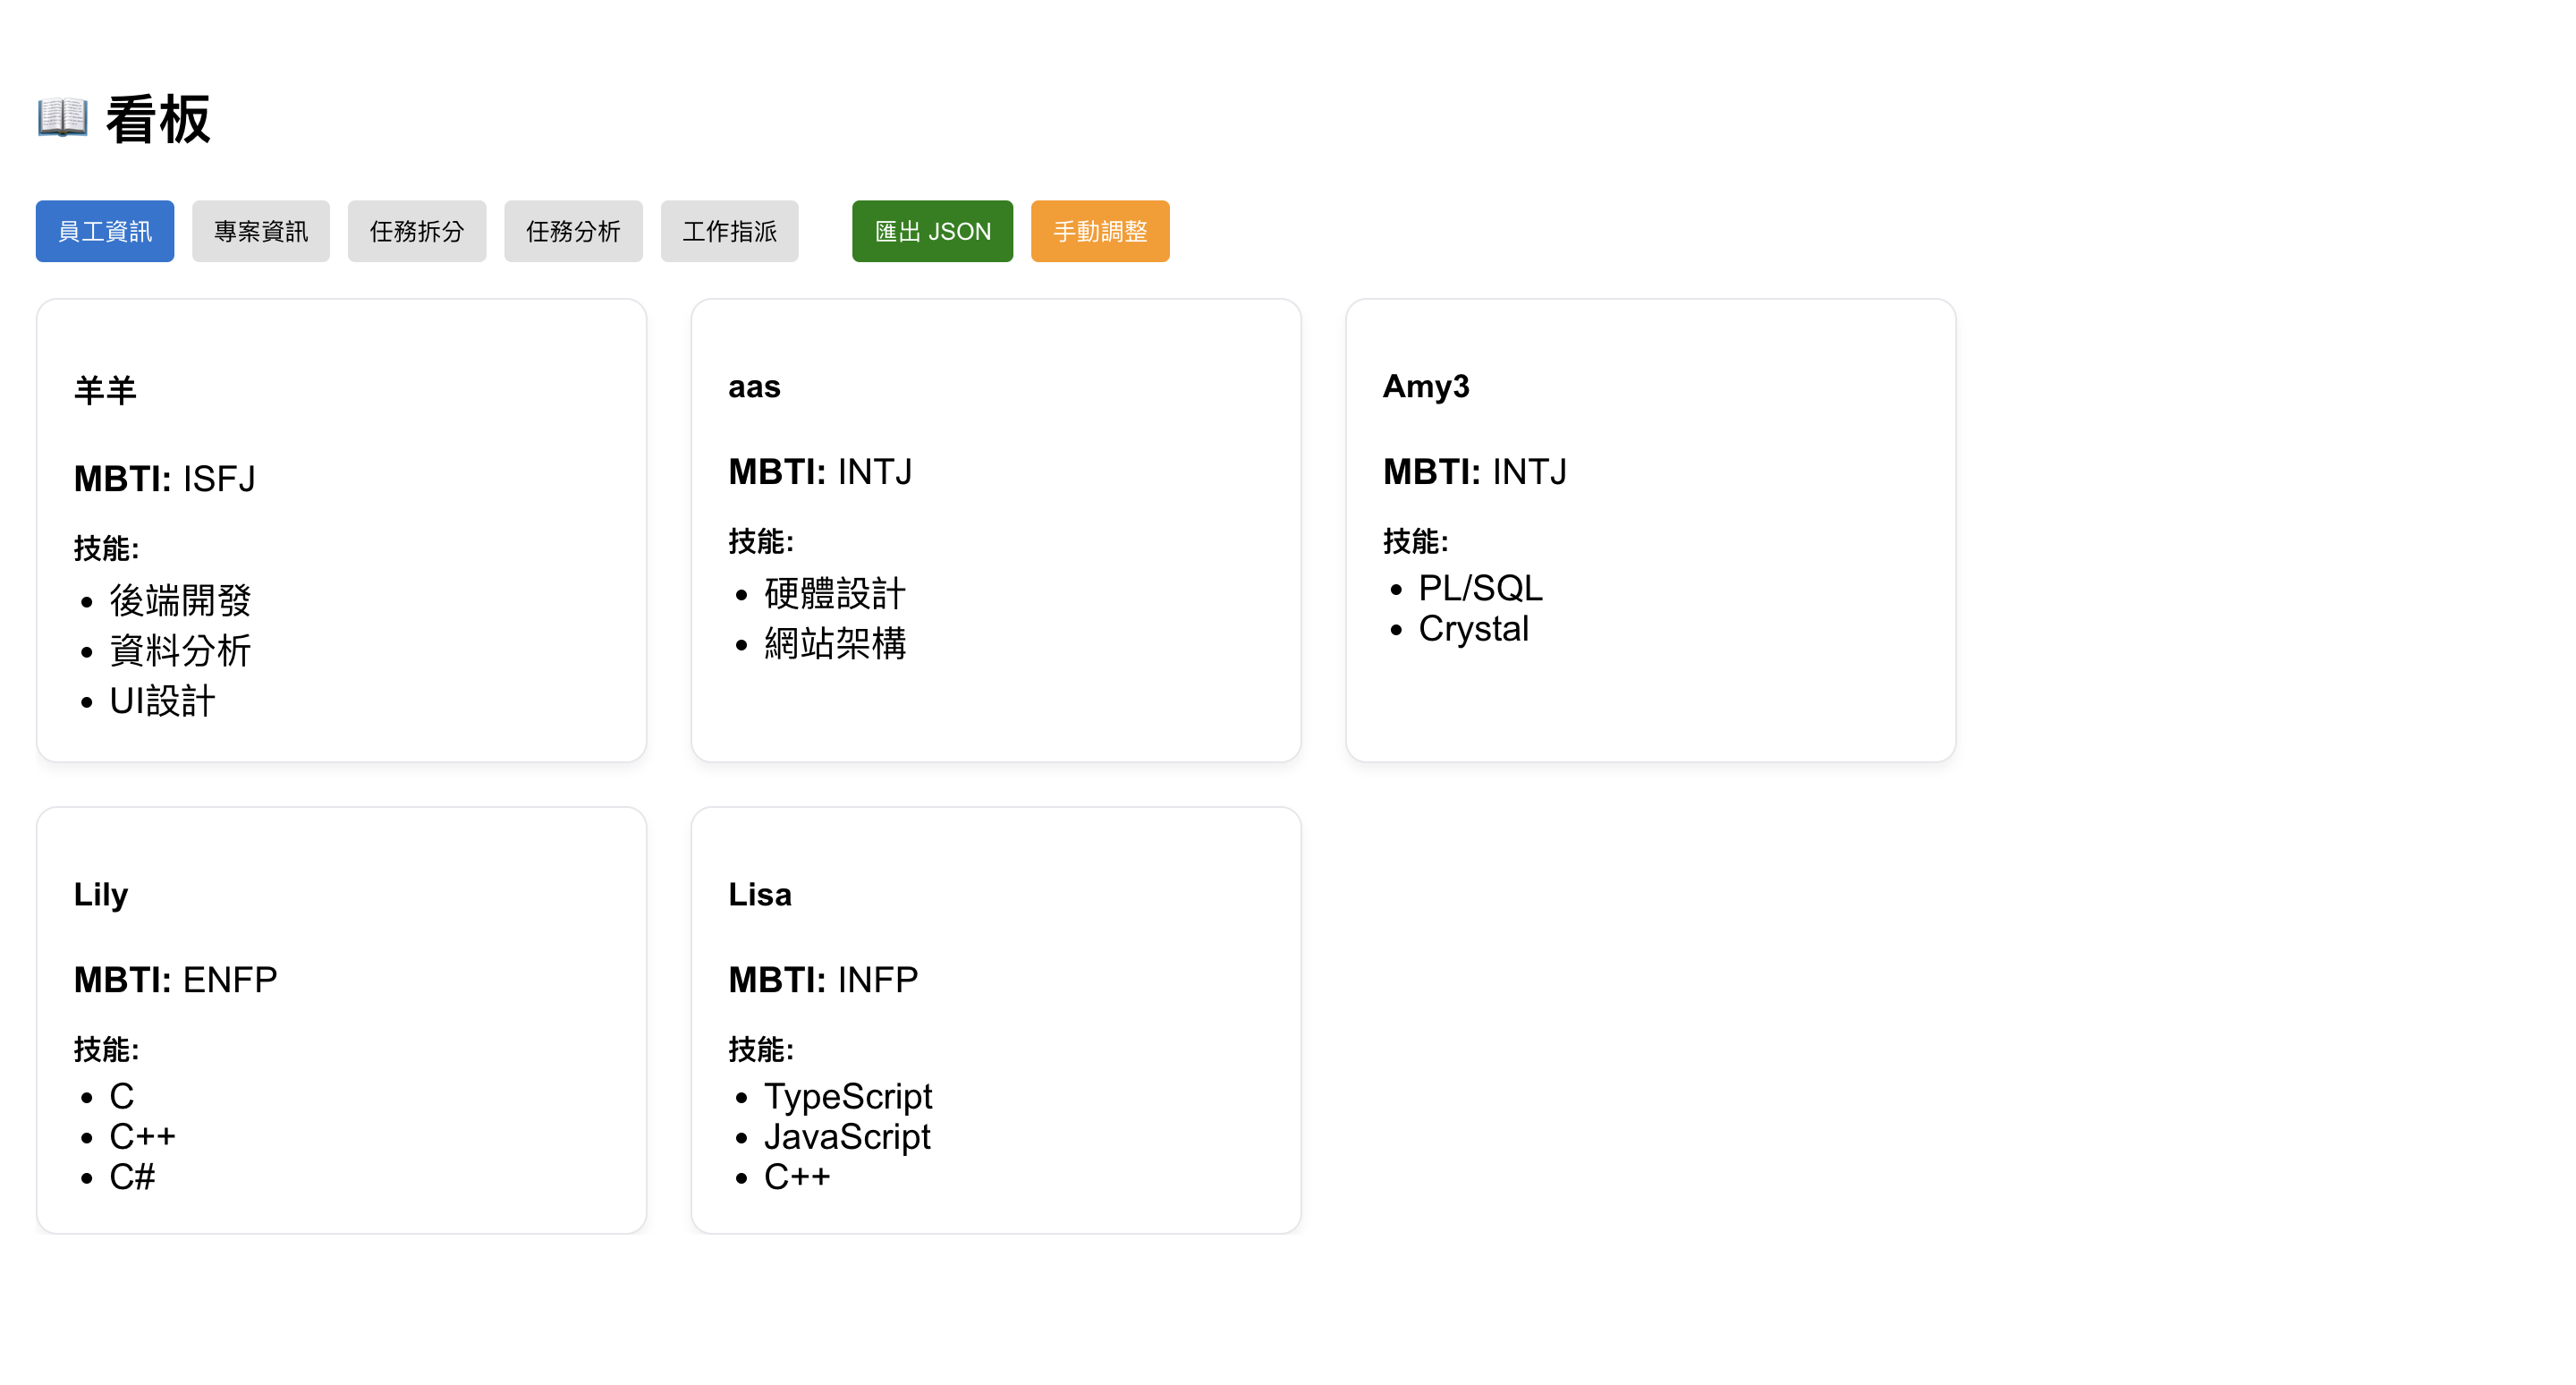 📖 看板
員工資訊 專案資訊 任務拆分 任務分析 工作指派 匯出 JSON 手動調整
羊羊
MBTI: ISFJ
技能:
• 後端開發
• 資料分析
• UI設計
aas
MBTI: INTJ
技能:
• 硬體設計
• 網站架構
Amy3
MBTI: INTJ
技能:
• PL/SQL
• Crystal
Lily
MBTI: ENFP
技能:
• C
• C++
• C#
Lisa
MBTI: INFP
技能:
• TypeScript
• JavaScript
• C++